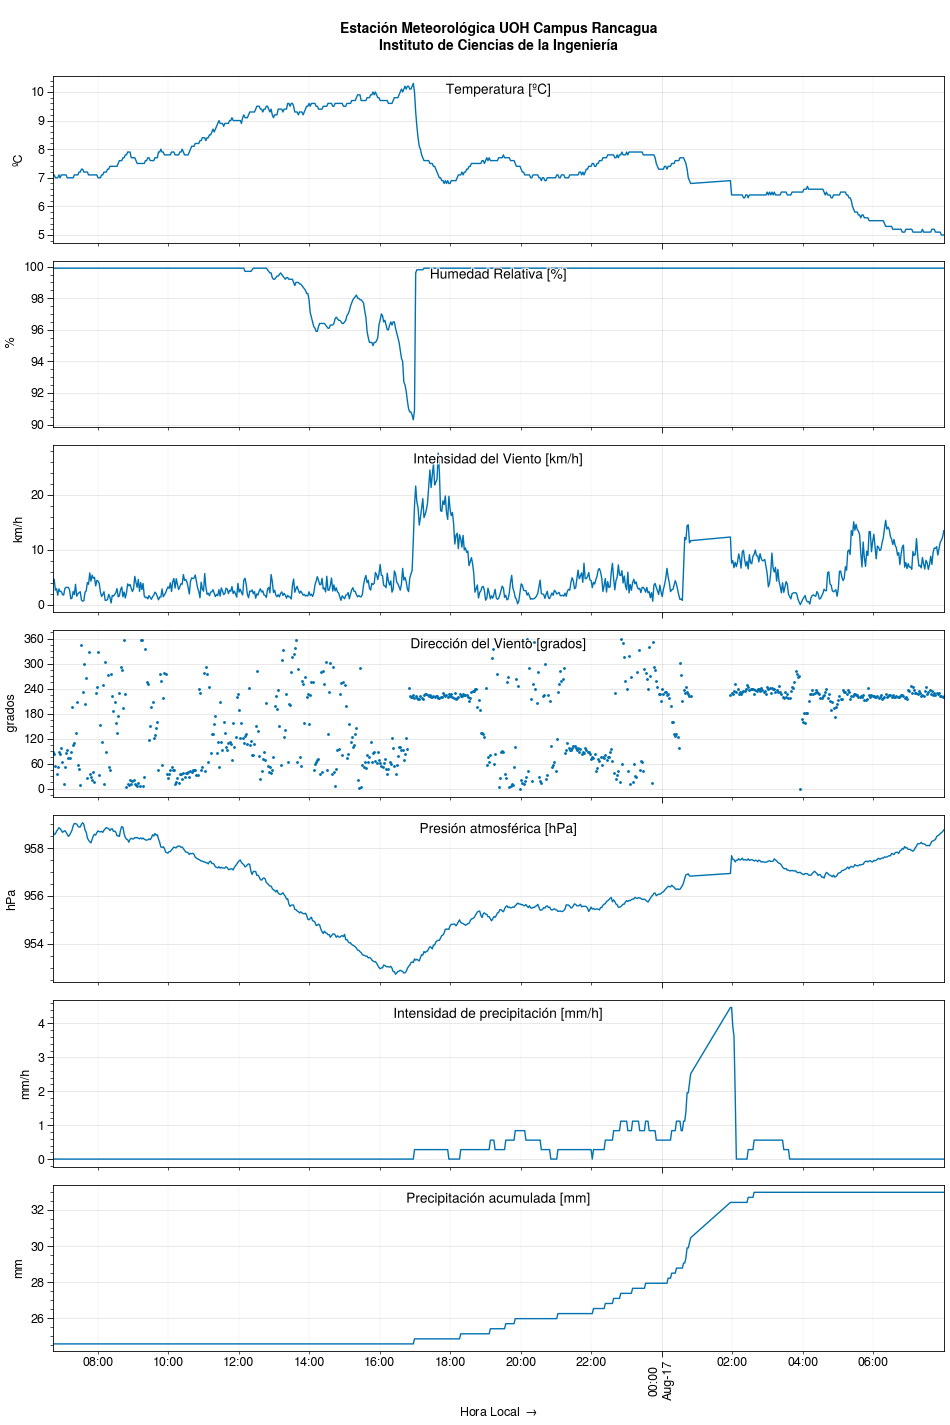 Estación Meteorológica UOH Campus Rancagua
Instituto de Ciencias de la Ingeniería
Temperatura [ºC]
ºC
10
9
8
7
6
5
Humedad Relativa [%]
%
100
98
96
94
92
90
Intensidad del Viento [km/h]
km/h
20
10
0
Dirección del Viento [grados]
grados
360
300
240
180
120
60
0
Presión atmosférica [hPa]
hPa
958
956
954
Intensidad de precipitación [mm/h]
mm/h
4
3
2
1
0
Precipitación acumulada [mm]
mm
32
30
28
26
08:00 10:00 12:00 14:00 16:00 18:00 20:00 22:00 00:00 02:00 04:00 06:00
Aug-17
Hora Local →